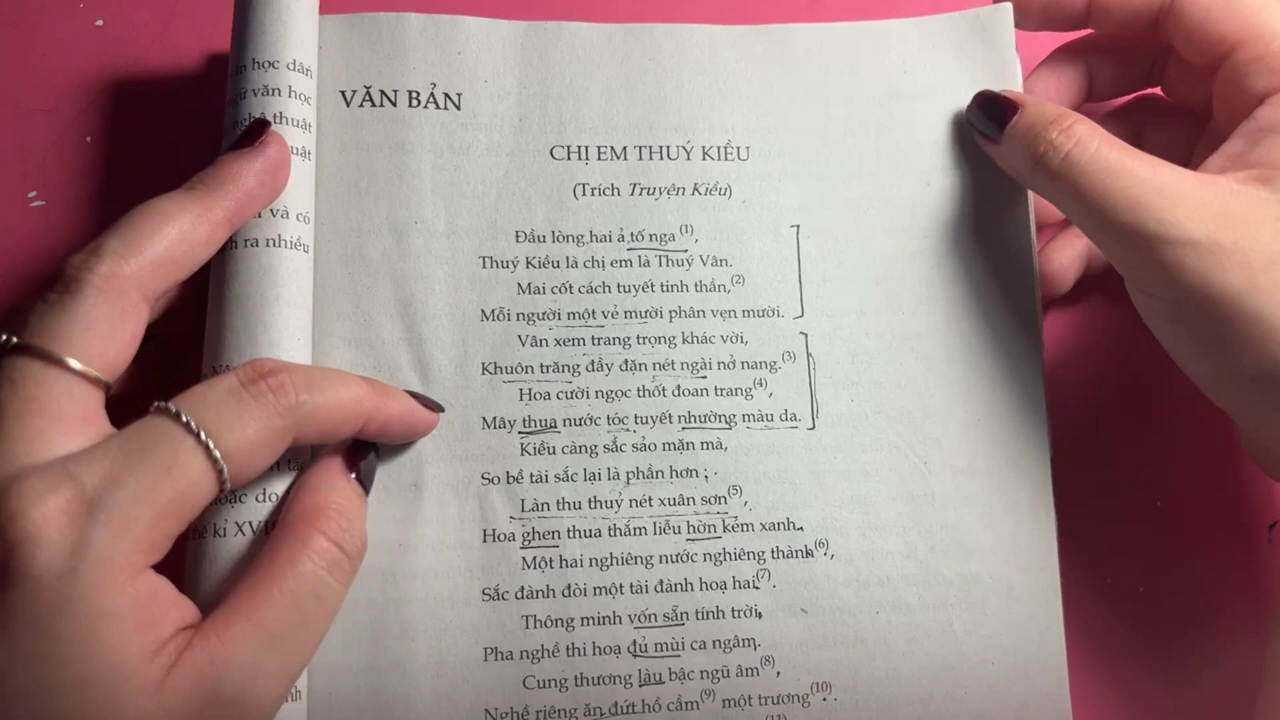 học dân
ữ văn học
nghệ thuật
uật
và có
h ra nhiều
VĂN BẢN
CHỊ EM THUÝ KIỀU
(Trích Truyện Kiều)
Đầu lòng hai ả tố nga (1),
Thuý Kiều là chị em là Thuý Vân.
Mai cốt cách tuyết tinh thần,(2)
Mỗi người một vẻ mười phân vẹn mười.
Vân xem trang trọng khác vời,
Khuôn trăng đầy đặn nét ngài nở nang.(3)
Hoa cười ngọc thốt đoan trang(4),
Mây thua nước tóc tuyết nhường màu da.
Kiều càng sắc sảo mặn mà,
So bề tài sắc lại là phần hơn ;
Làn thu thuỷ nét xuân sơn(5),
Hoa ghen thua thắm liễu hờn kém xanh.
Một hai nghiêng nước nghiêng thành(6),
Sắc đành đòi một tài đành hoạ hai(7).
Thông minh vốn sẵn tính trời,
Pha nghề thi hoạ đủ mùi ca ngâm.
Cung thương làu bậc ngũ âm(8),
Nghề riêng ăn đứt hồ cầm(9) một trương(10).
hoặc do
kỉ XVI